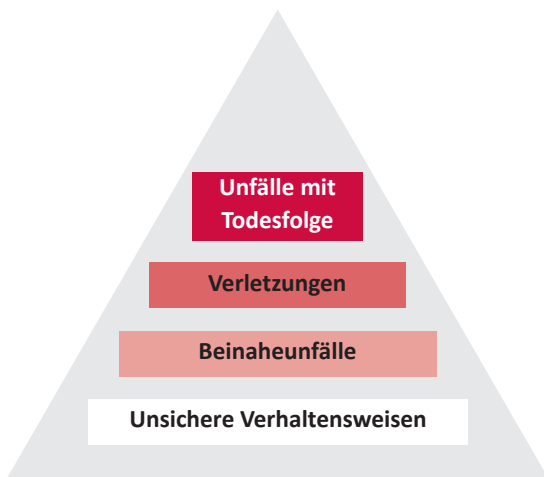 Unfälle mit
Todesfolge
Verletzungen
Beinaheunfälle
Unsichere Verhaltensweisen